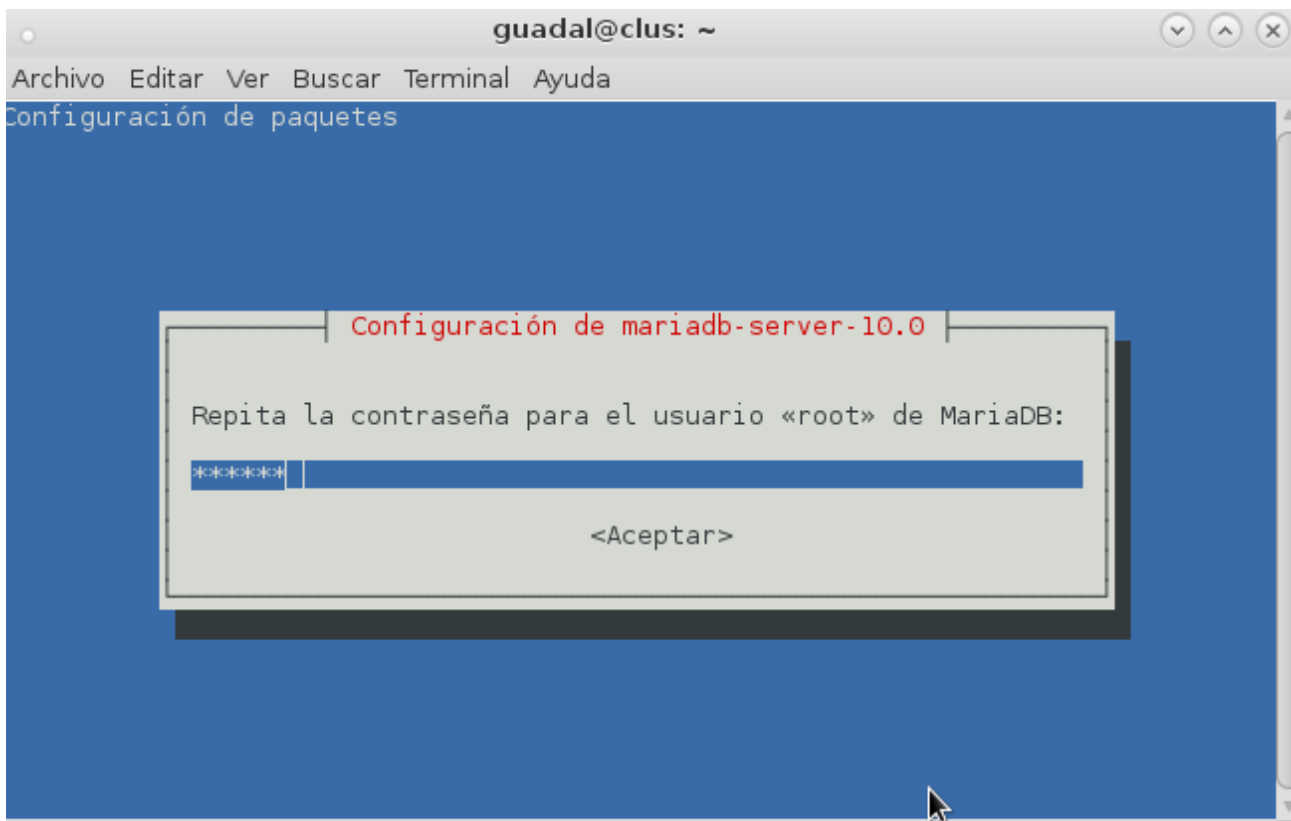 guadal@clus: ~
Archivo Editar Ver Buscar Terminal Ayuda
Configuración de paquetes
Configuración de mariadb-server-10.0
Repita la contraseña para el usuario «root» de MariaDB:
******
<Aceptar>